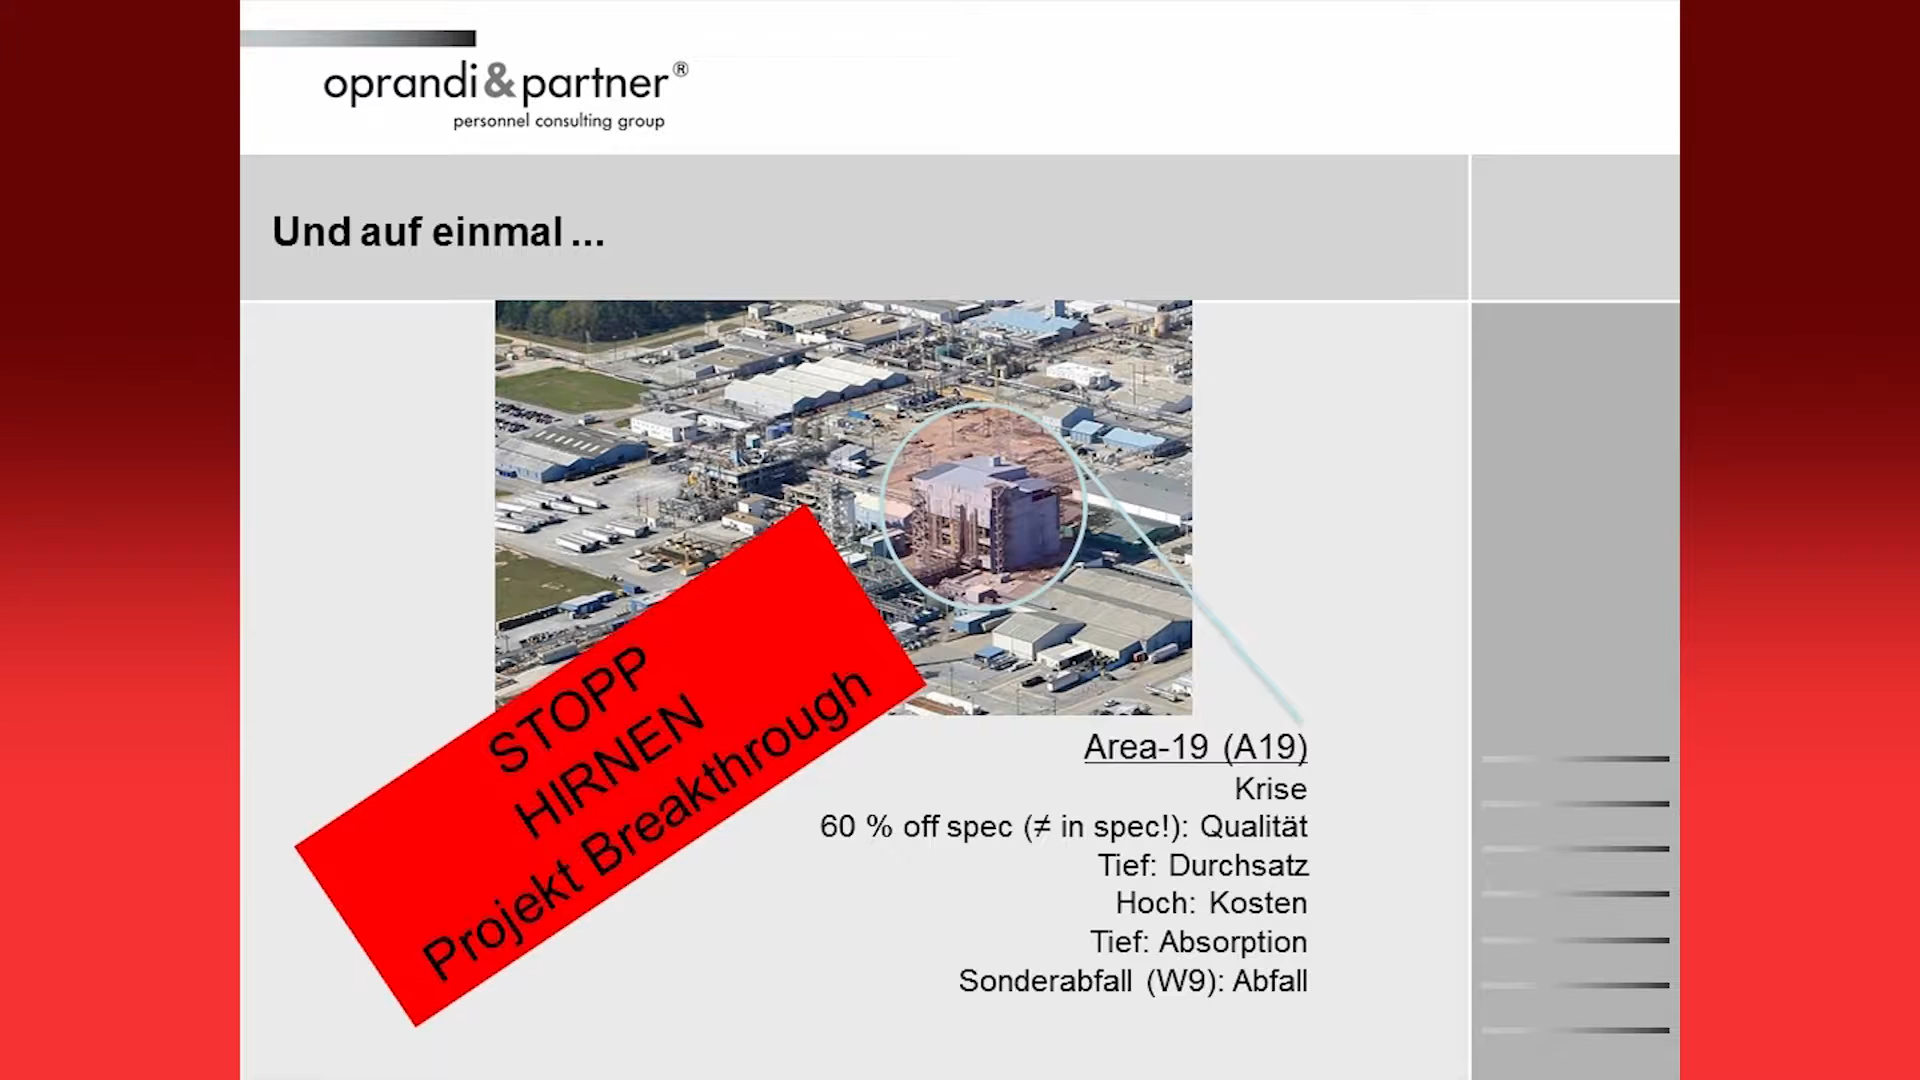 oprandi&partner®
personnel consulting group
Und auf einmal ...
STOPP
HIRNEN
Projekt Breakthrough
Area-19 (A19)
Krise
60 % off spec (≠ in spec!): Qualität
Tief: Durchsatz
Hoch: Kosten
Tief: Absorption
Sonderabfall (W9): Abfall